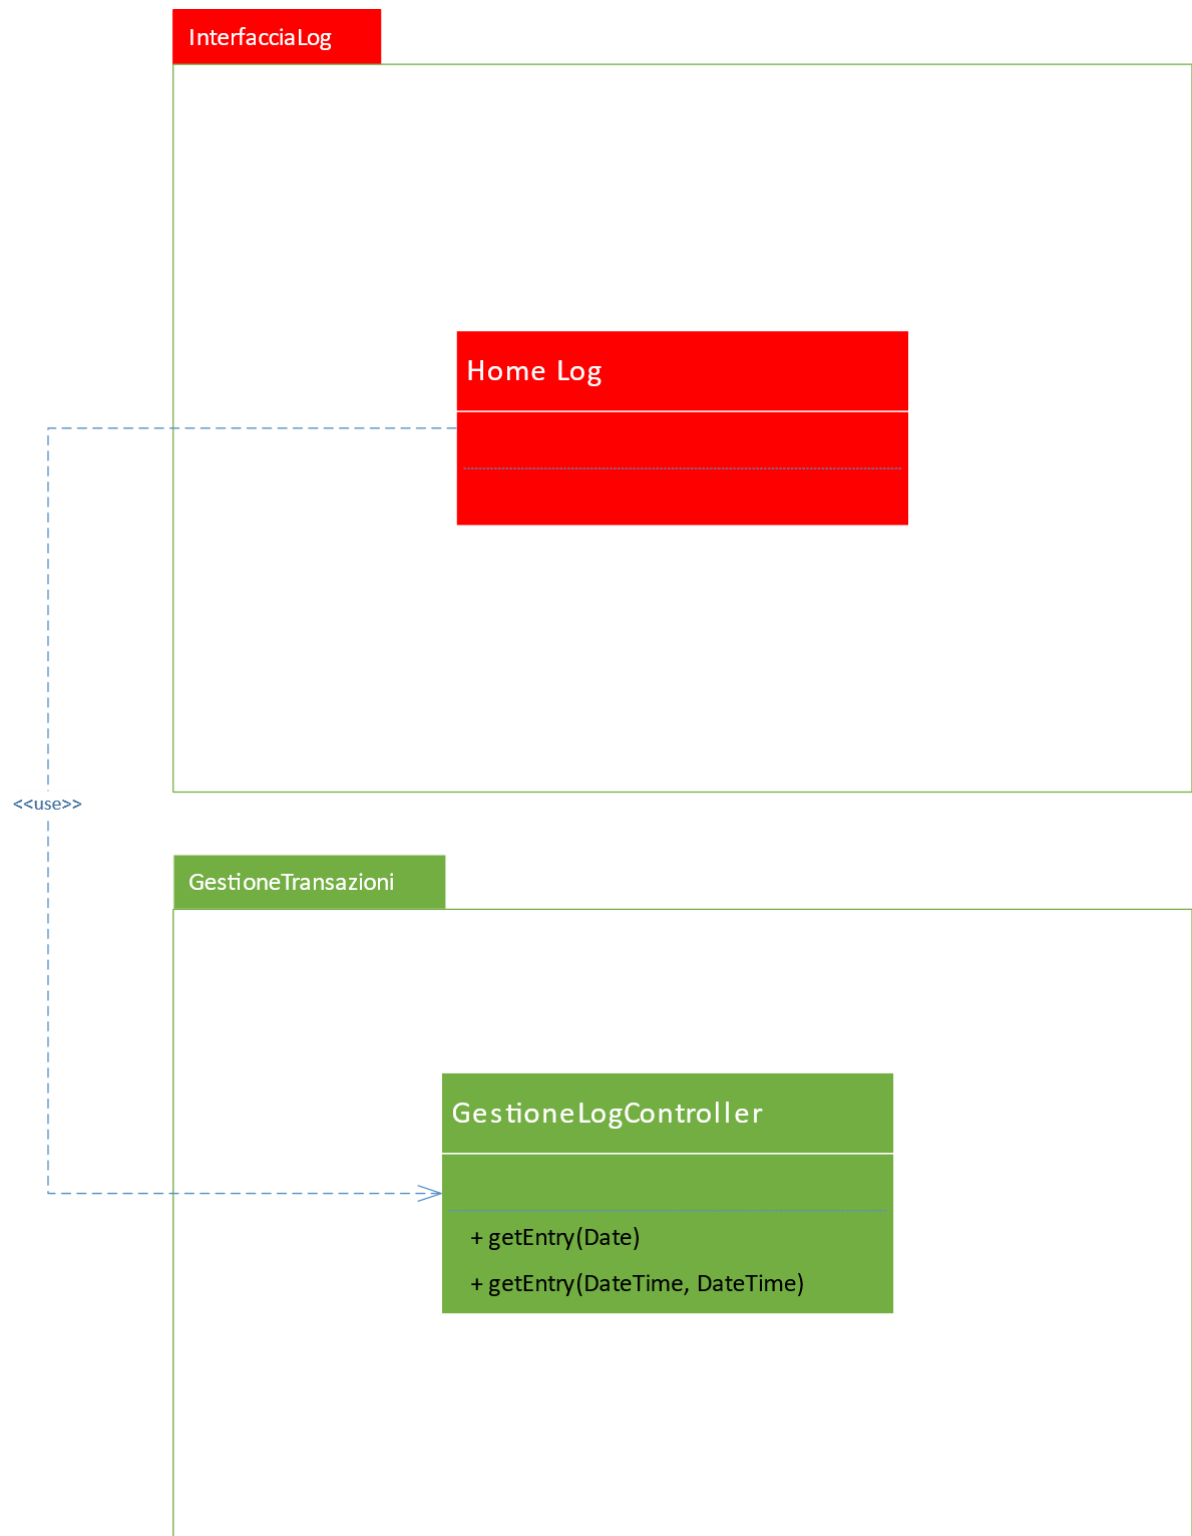 InterfacciaLog
Home Log
<<use>>
GestioneTransazioni
GestioneLogController
+ getEntry(Date)
+ getEntry(DateTime, DateTime)